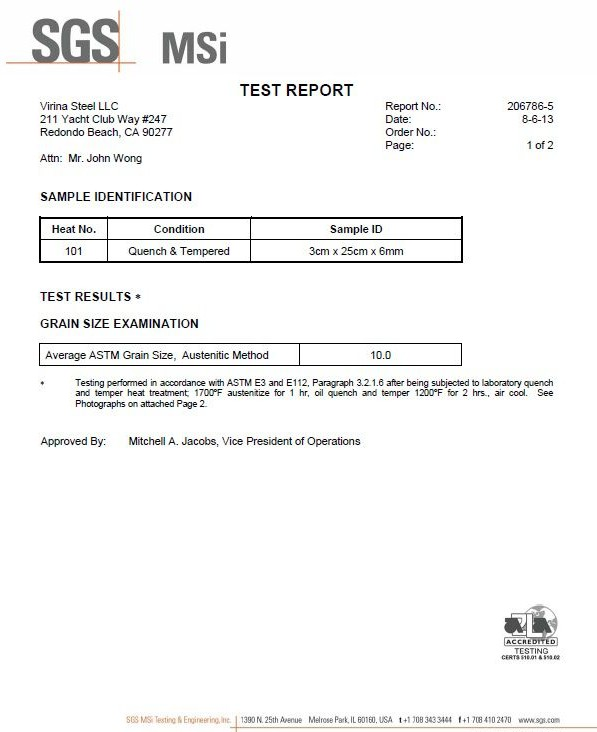 SGS MSi
TEST REPORT
Virina Steel LLC
211 Yacht Club Way #247
Redondo Beach, CA 90277
Attn: Mr. John Wong
Report No.: 206786-5
Date: 8-6-13
Order No.:
Page: 1 of 2
SAMPLE IDENTIFICATION
Heat No. Condition Sample ID
101 Quench & Tempered 3cm x 25cm x 6mm
TEST RESULTS *
GRAIN SIZE EXAMINATION
Average ASTM Grain Size, Austenitic Method 10.0
* Testing performed in accordance with ASTM E3 and E112, Paragraph 3.2.1.6 after being subjected to laboratory quench
and temper heat treatment; 1700ºF austenitize for 1 hr, oil quench and temper 1200ºF for 2 hrs., air cool. See
Photographs on attached Page 2.
Approved By: Mitchell A. Jacobs, Vice President of Operations
ACCREDITED
TESTING
CERTS 510.01 & 510.02
SGS MSi Testing & Engineering, Inc. 1390 N. 25th Avenue Melrose Park, IL 60160, USA t +1 708 343 3444 f +1 708 410 2470 www.sgs.com